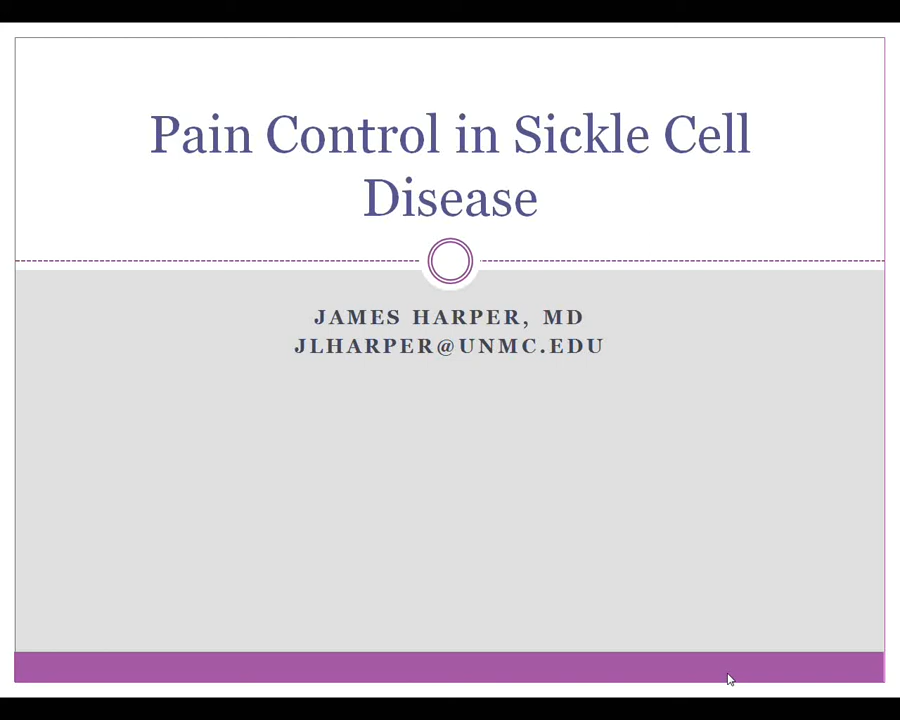 Pain Control in Sickle Cell
Disease
JAMES HARPER, MD
JLHARPER@UNMC.EDU